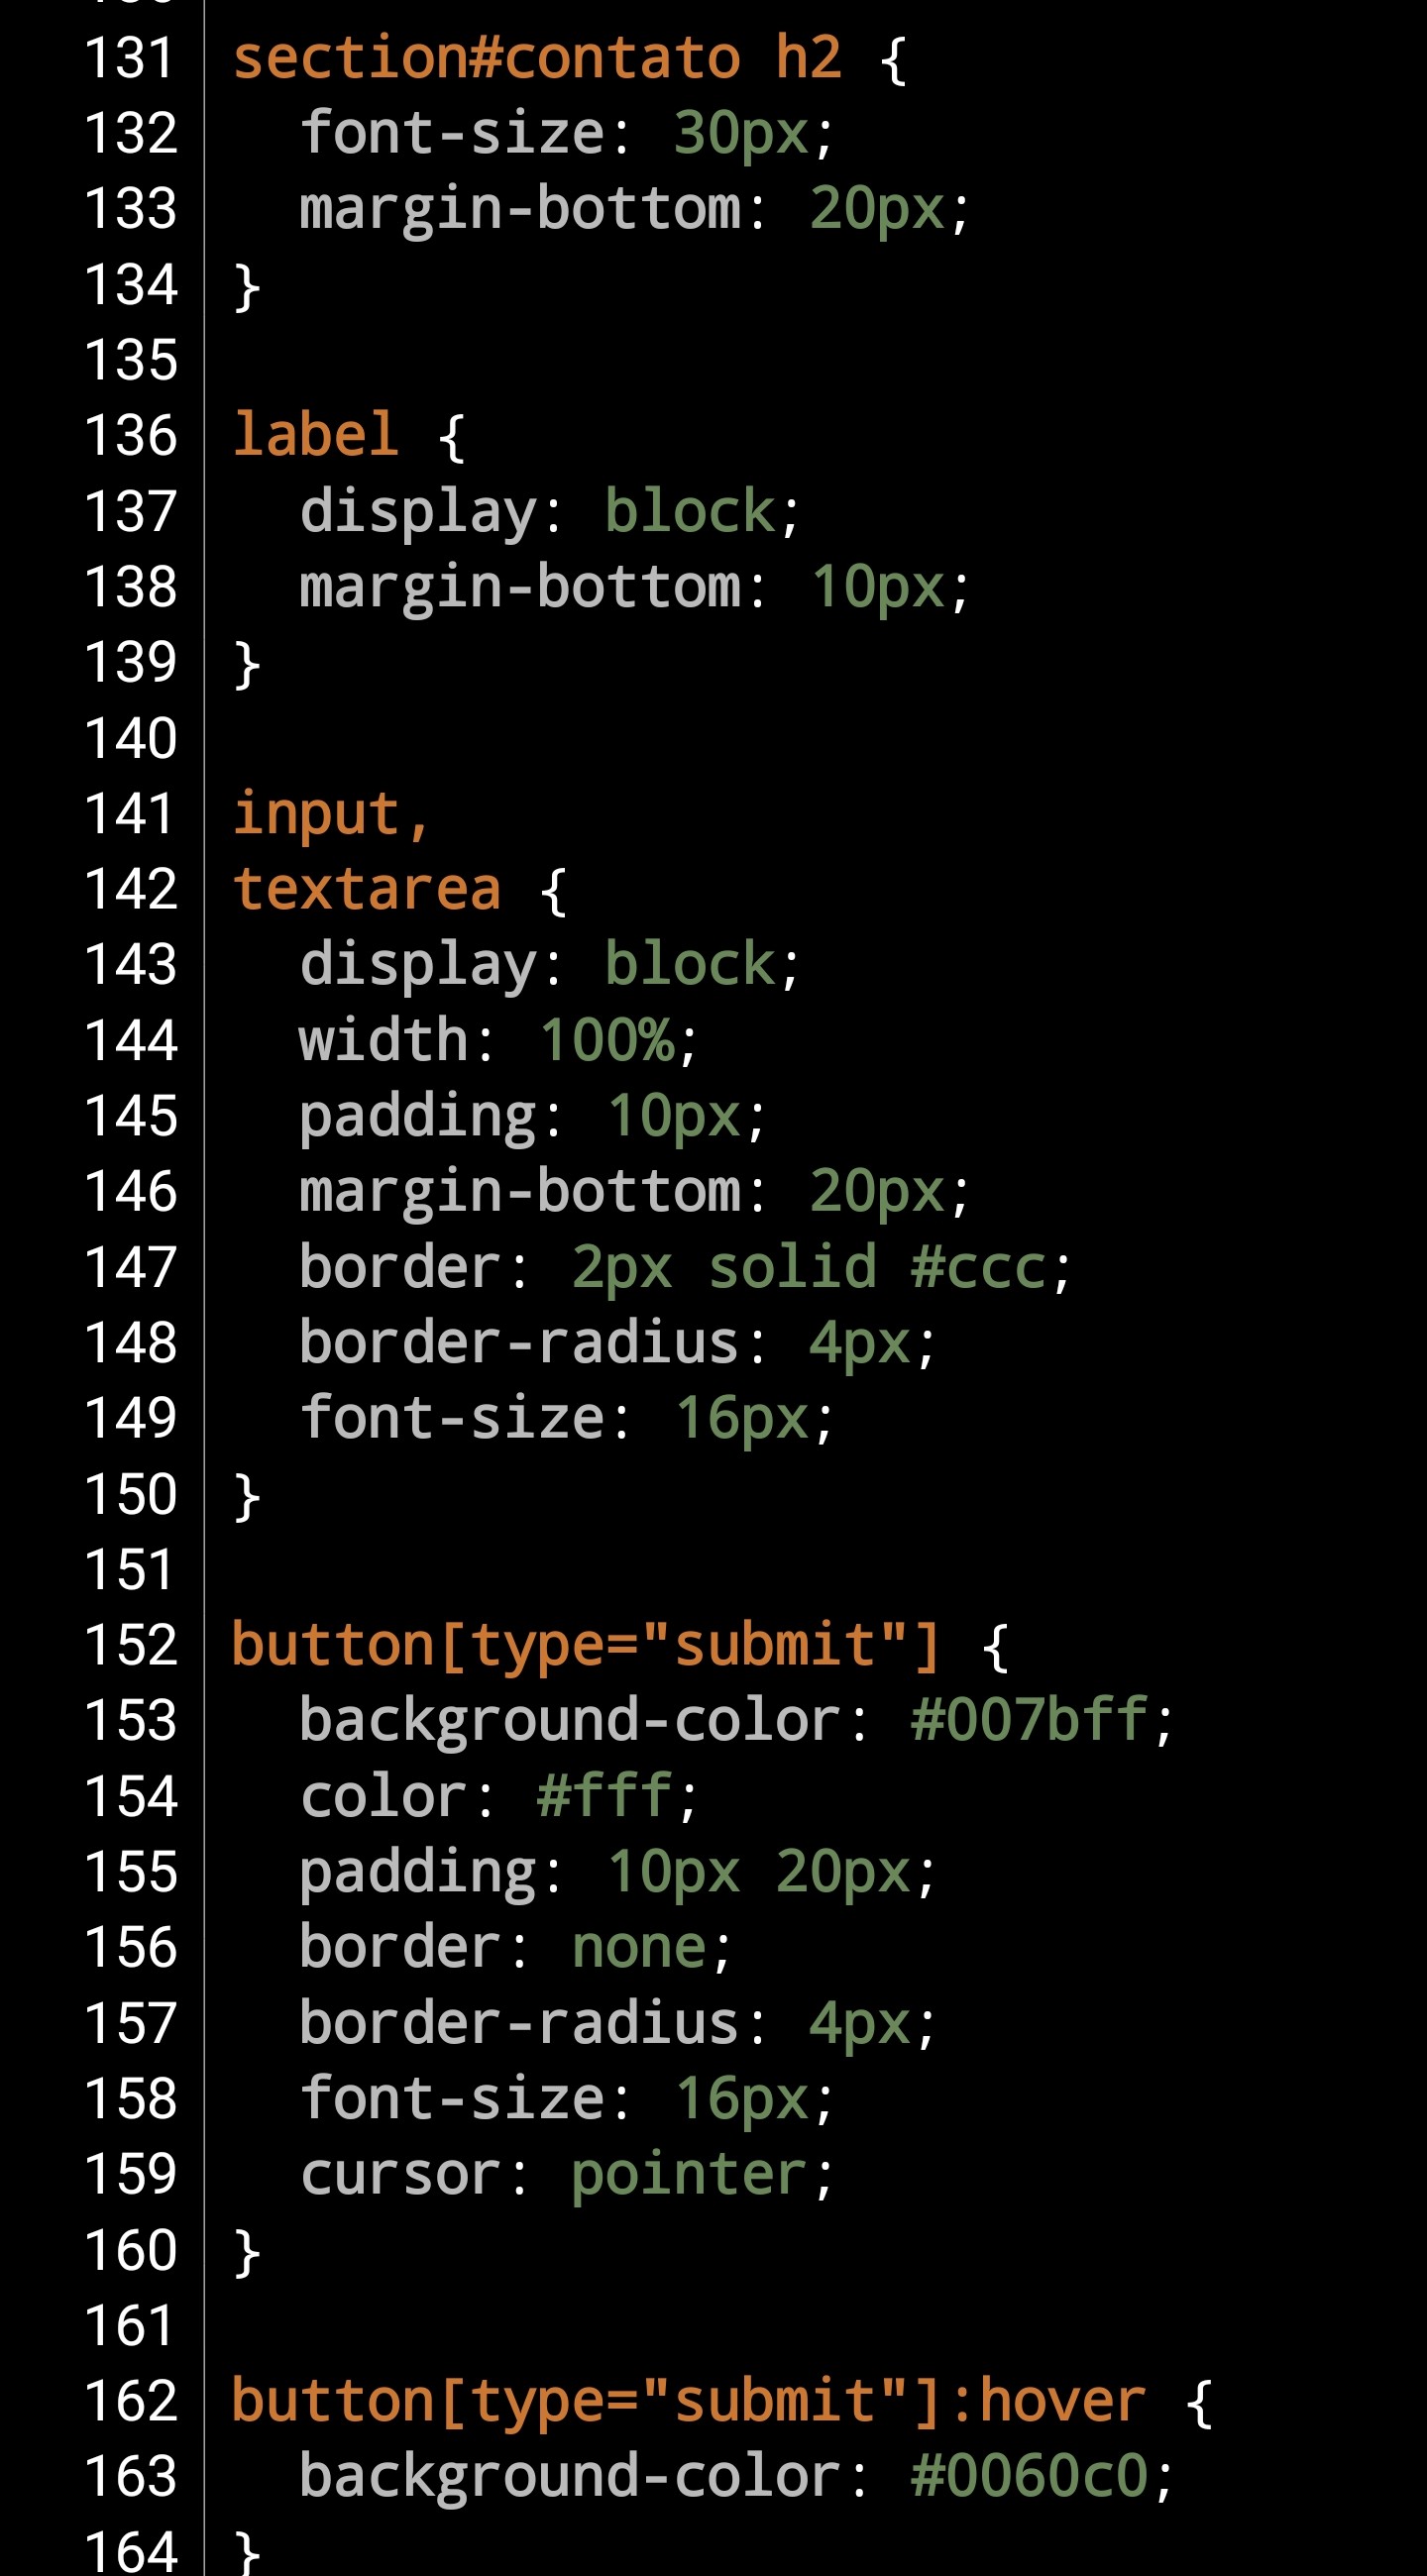 131 section#contato h2 {
132 font-size: 30px;
133 margin-bottom: 20px;
134 }
135
136 label {
137 display: block;
138 margin-bottom: 10px;
139 }
140
141 input,
142 textarea {
143 display: block;
144 width: 100%;
145 padding: 10px;
146 margin-bottom: 20px;
147 border: 2px solid #ccc;
148 border-radius: 4px;
149 font-size: 16px;
150 }
151
152 button[type="submit"] {
153 background-color: #007bff;
154 color: #fff;
155 padding: 10px 20px;
156 border: none;
157 border-radius: 4px;
158 font-size: 16px;
159 cursor: pointer;
160 }
161
162 button[type="submit"]:hover {
163 background-color: #0060c0;
164 }